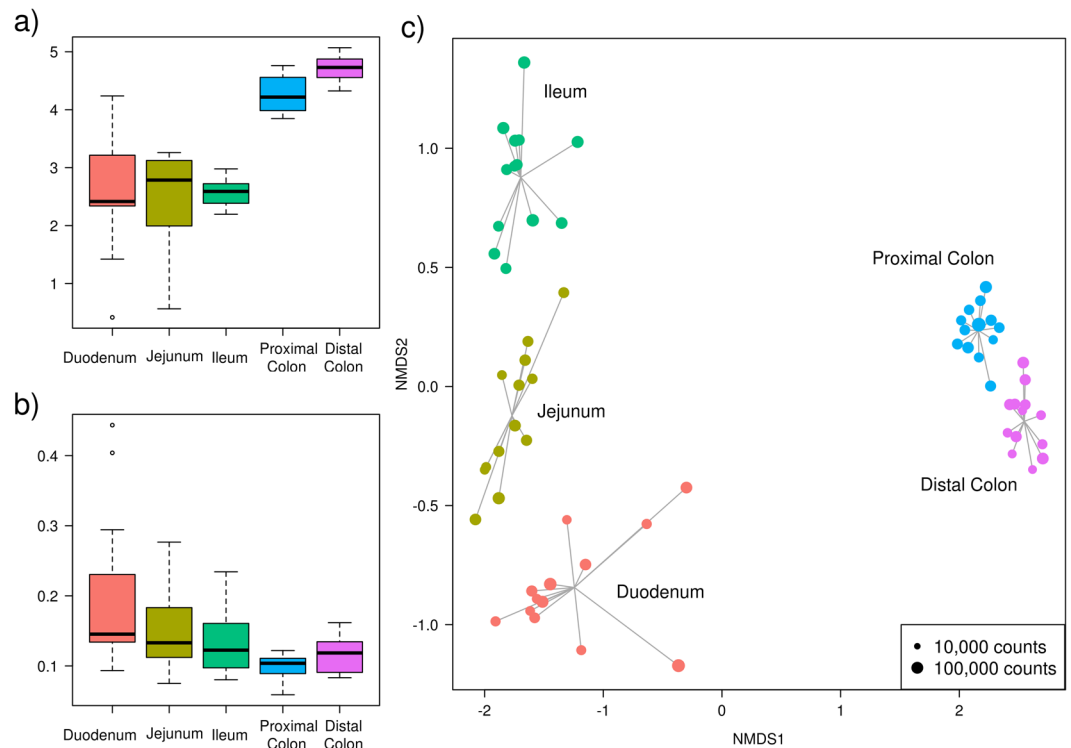 a)
5
4
3
2
1
Duodenum Jejunum Ileum Proximal Colon Distal Colon
b)
0.4
0.3
0.2
0.1
Duodenum Jejunum Ileum Proximal Colon Distal Colon
c)
NMDS2
1.0
0.5
0.0
-0.5
-1.0
Ileum
Proximal Colon
Jejunum
Distal Colon
Duodenum
10,000 counts
100,000 counts
-2 -1 0 1 2
NMDS1